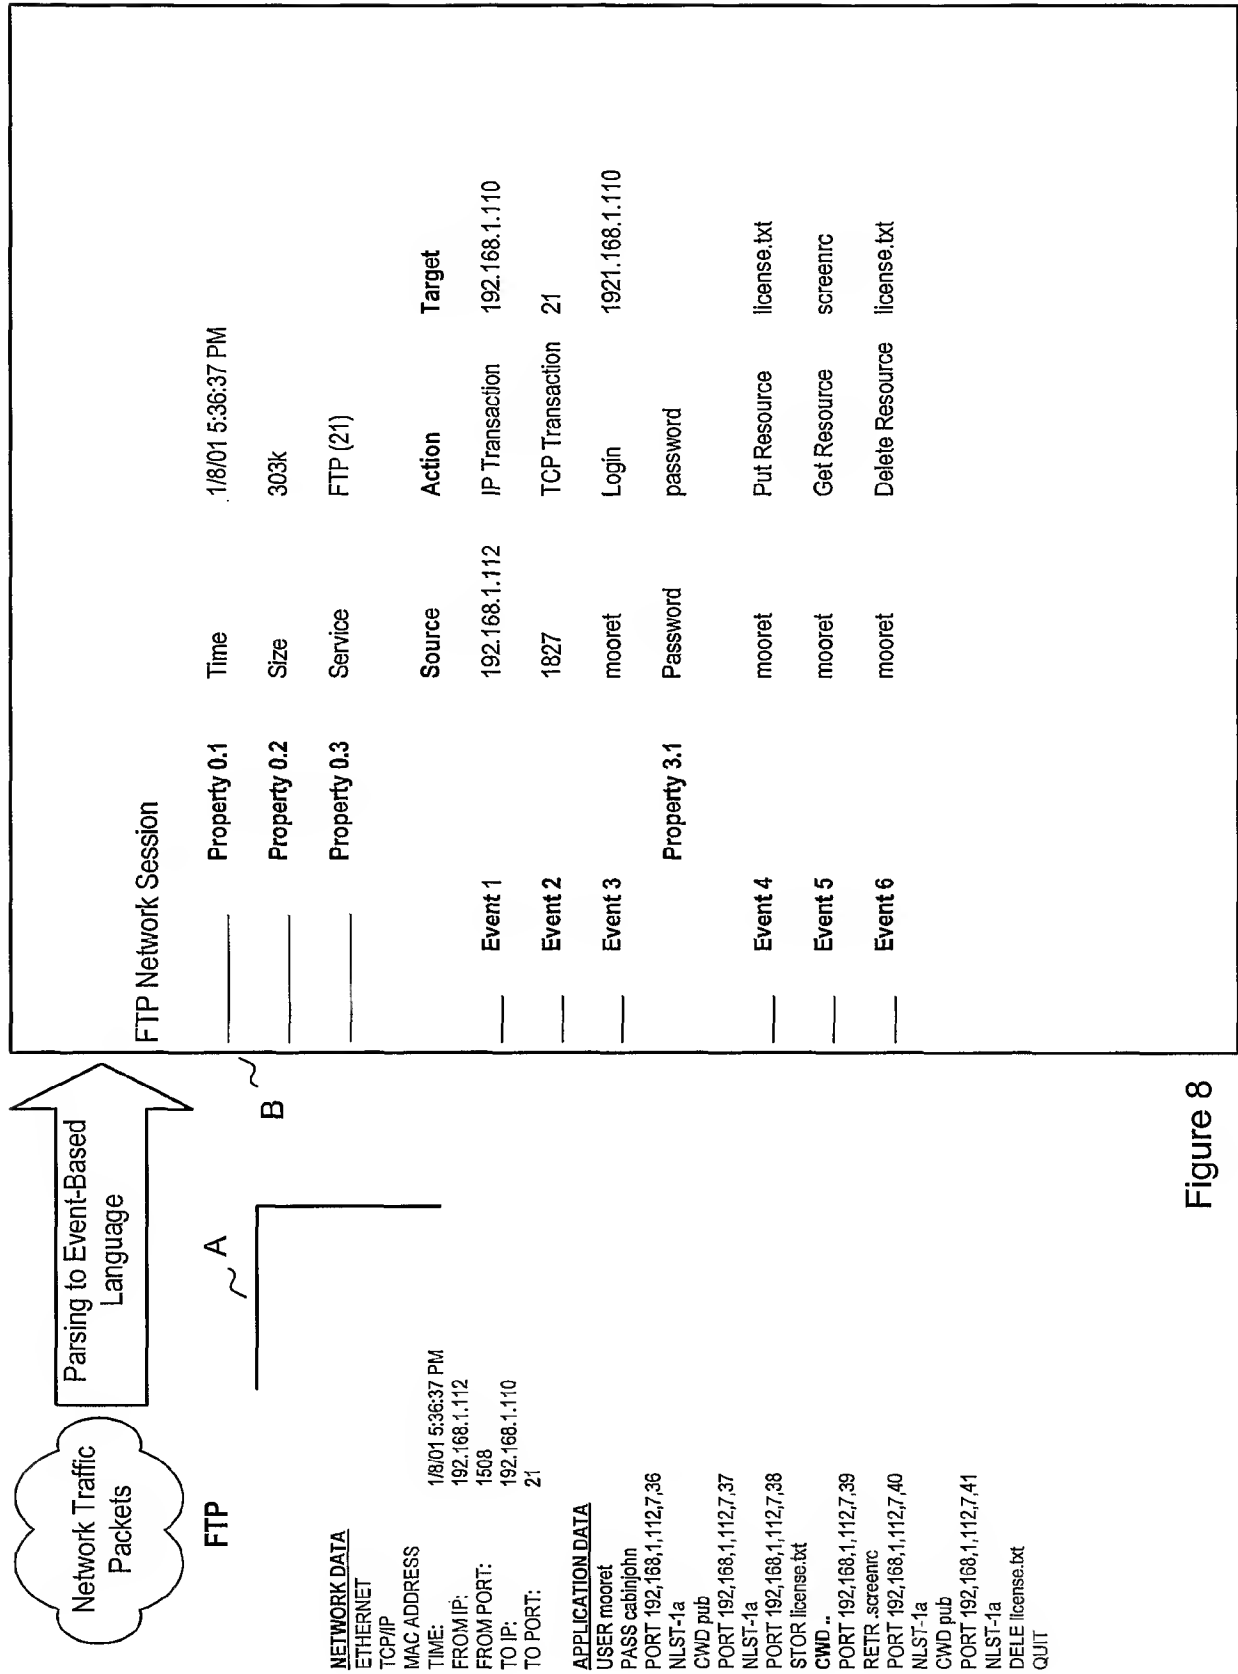 Network Traffic
Packets
Parsing to Event-Based
Language
FTP
A
B
NETWORK DATA
ETHERNET
TCP/IP
MAC ADDRESS
TIME: 1/8/01 5:36:37 PM
FROM IP: 192.168.1.112
FROM PORT: 1508
TO IP: 192.168.1.110
TO PORT: 21
APPLICATION DATA
USER mooret
PASS cabinjohn
PORT 192,168,1,112,7,36
NLST-1a
CWD pub
PORT 192,168,1,112,7,37
NLST-1a
PORT 192,168,1,112,7,38
STOR license.txt
CWD ..
PORT 192,168,1,112,7,39
RETR .screenrc
PORT 192,168,1,112,7,40
NLST-1a
CWD pub
PORT 192,168,1,112,7,41
NLST-1a
DELE license.txt
QUIT
FTP Network Session
Property 0.1 Time 1/8/01 5:36:37 PM
Property 0.2 Size 303k
Property 0.3 Service FTP (21)
Source Action Target
Event 1 192.168.1.112 IP Transaction 192.168.1.110
Event 2 1827 TCP Transaction 21
Event 3 mooret Login 1921.168.1.110
Property 3.1 Password password
Event 4 mooret Put Resource license.txt
Event 5 mooret Get Resource screenrc
Event 6 mooret Delete Resource license.txt
Figure 8